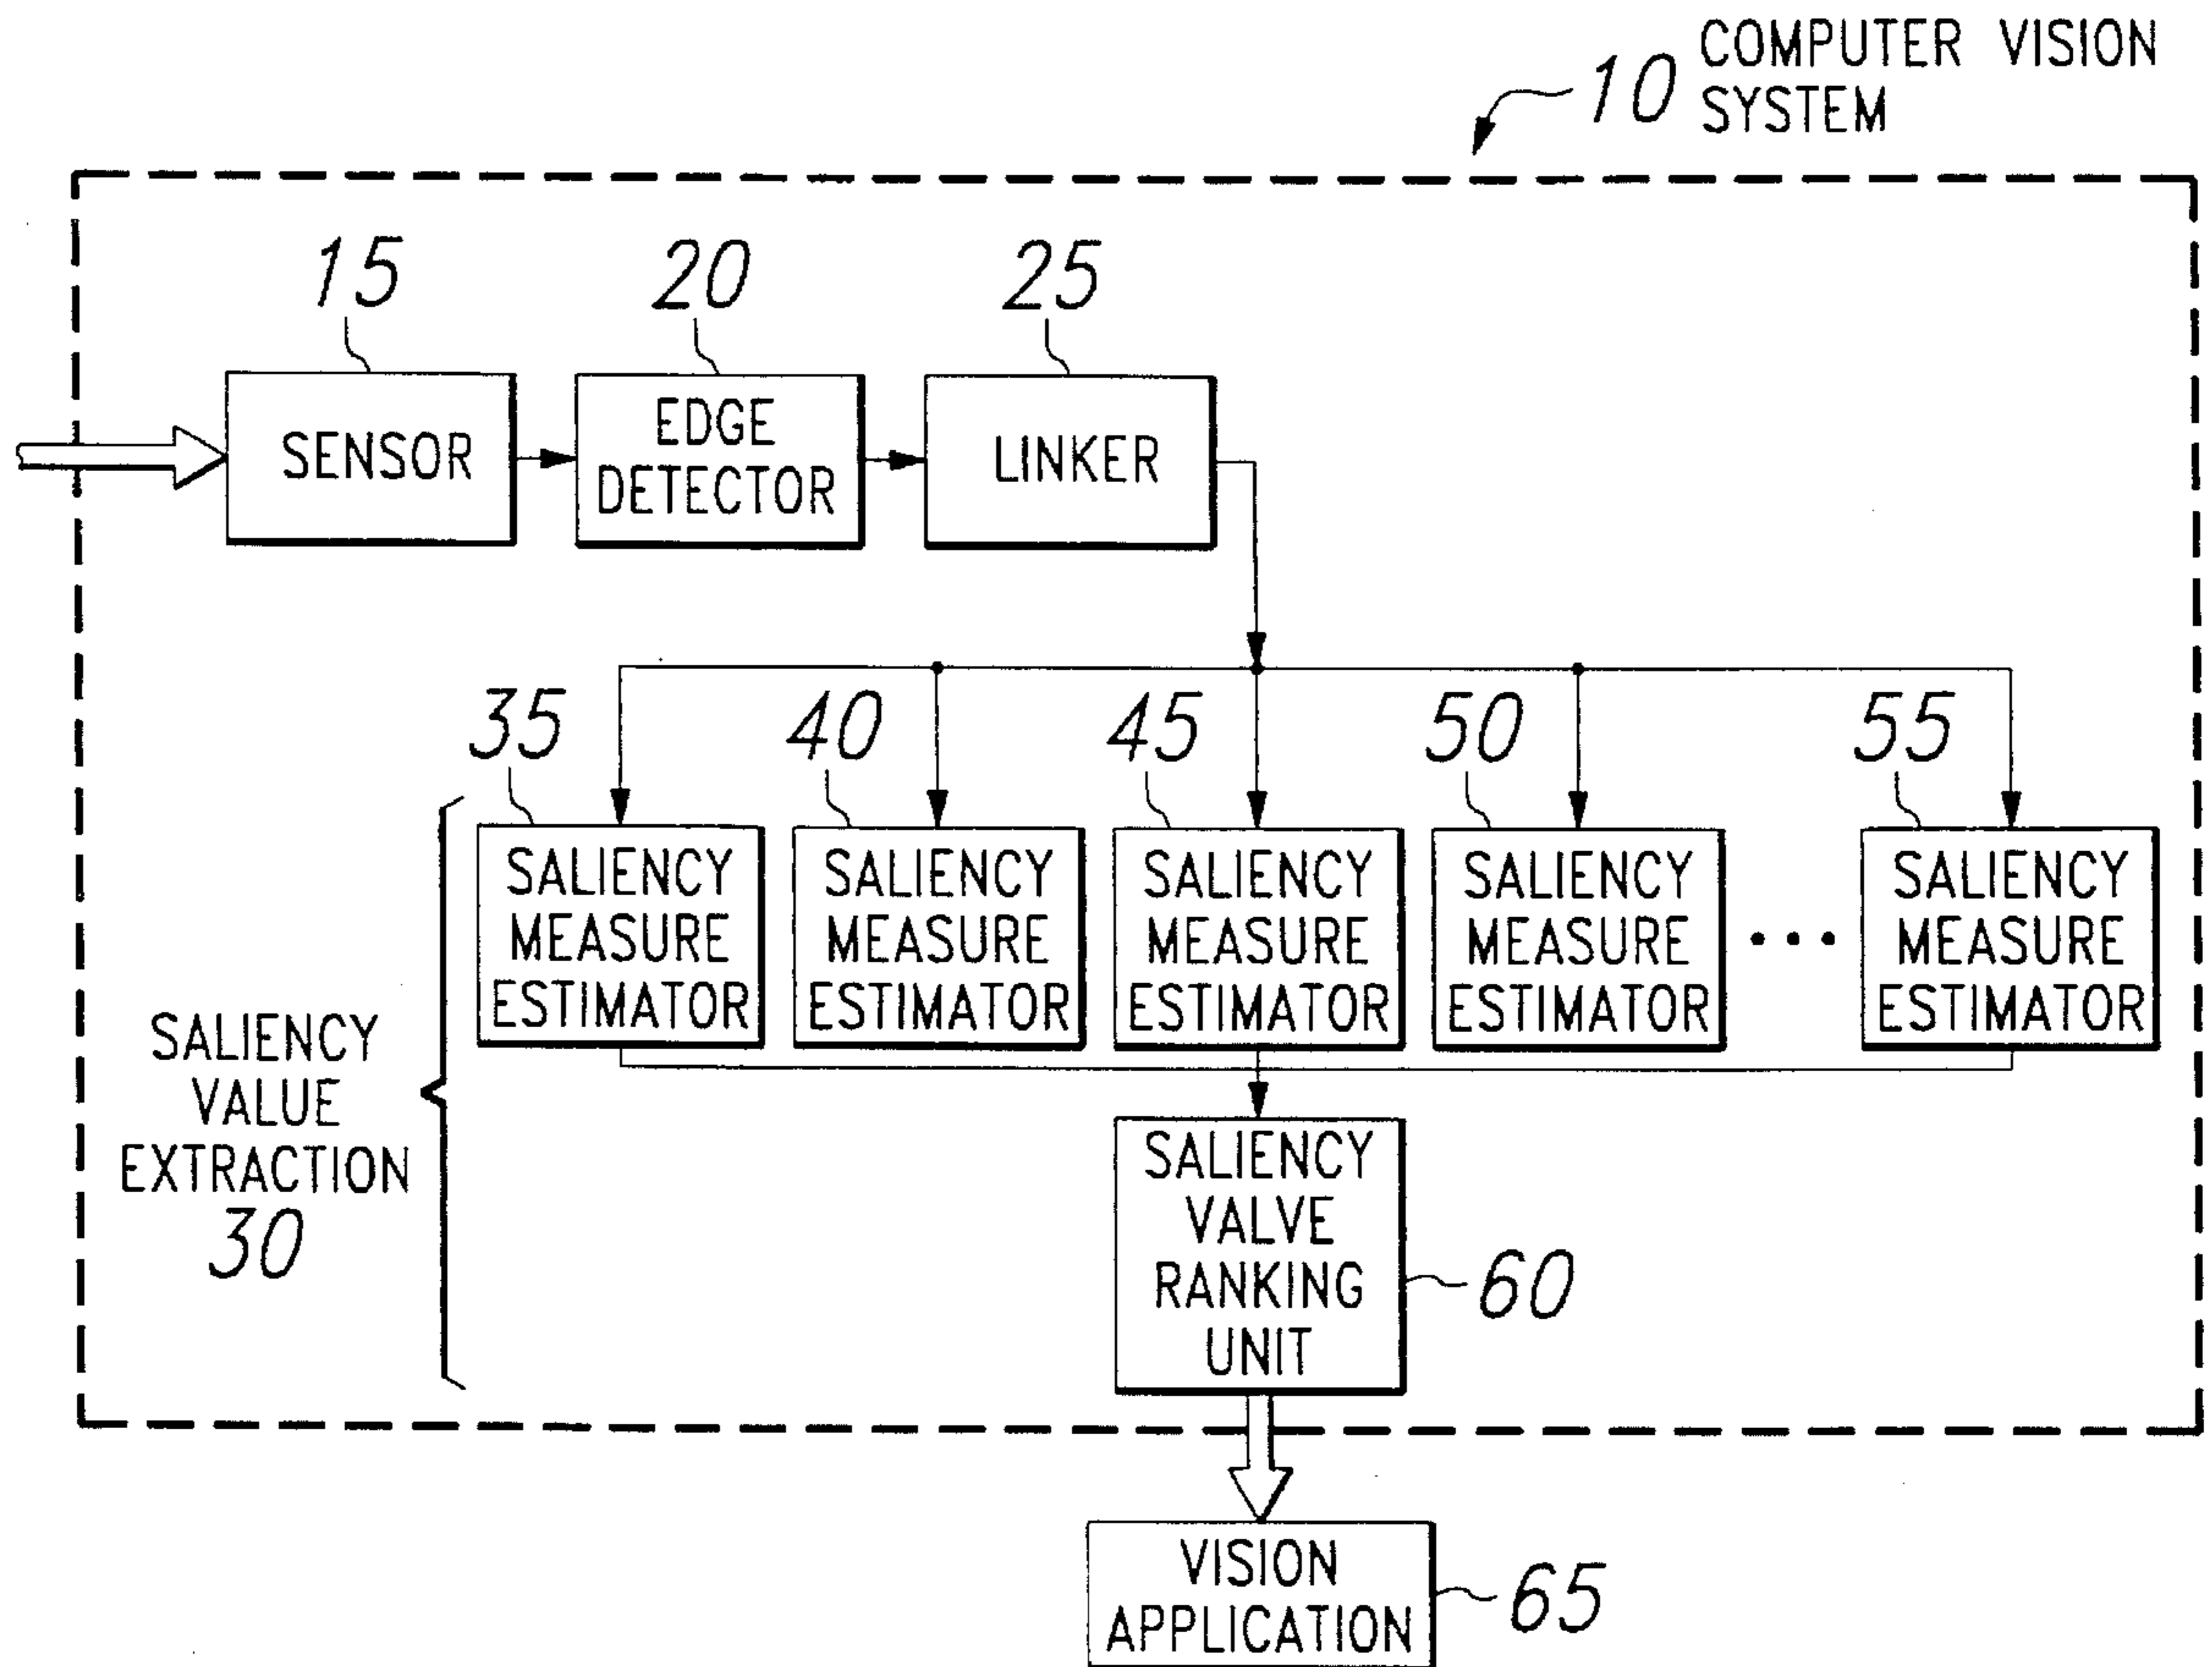 10 COMPUTER VISION
SYSTEM
15
20
25
SENSOR
EDGE
DETECTOR
LINKER
35
40
45
50
55
SALIENCY
MEASURE
ESTIMATOR
SALIENCY
MEASURE
ESTIMATOR
SALIENCY
MEASURE
ESTIMATOR
SALIENCY
MEASURE
ESTIMATOR
...
SALIENCY
MEASURE
ESTIMATOR
SALIENCY
VALUE
EXTRACTION
30
SALIENCY
VALVE
RANKING
UNIT
60
VISION
APPLICATION
65